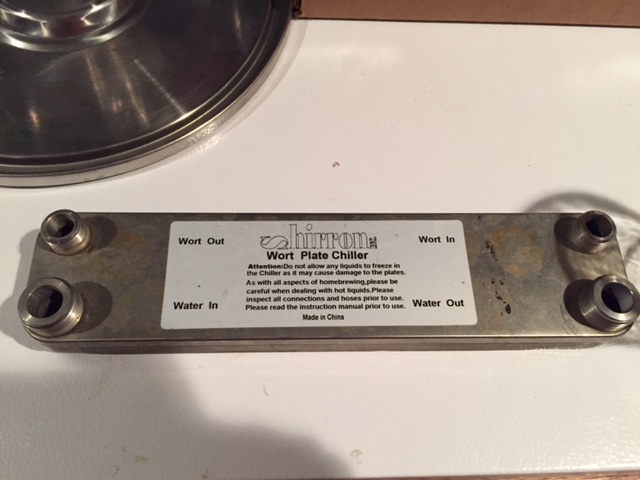 Wort Out
Shirron INC.
Wort In
Wort Plate Chiller
Attention:Do not allow any liquids to freeze in
the Chiller as it may cause damage to the plates.
As with all aspects of homebrewing,please be
careful when dealing with hot liquids.Please
inspect all connections and hoses prior to use.
Please read the instruction manual prior to use.
Water In
Water Out
Made in China